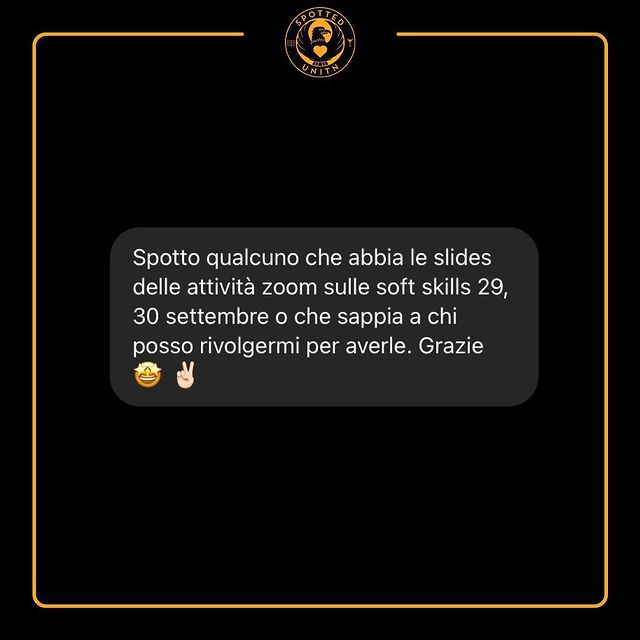 SPOTTED
UNITN
Spotto qualcuno che abbia le slides
delle attività zoom sulle soft skills 29,
30 settembre o che sappia a chi
posso rivolgermi per averle. Grazie
🤩 ✌🏻